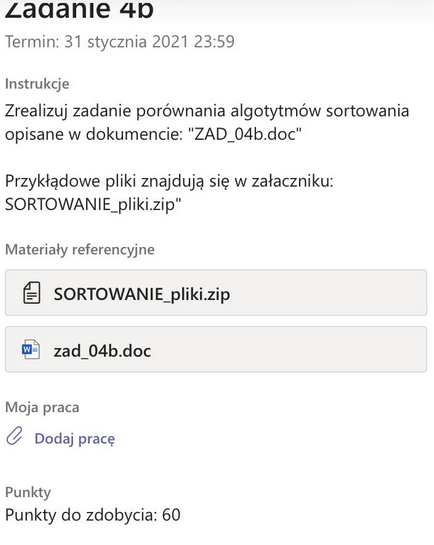 Zadanie 4b
Termin: 31 stycznia 2021 23:59
Instrukcje
Zrealizuj zadanie porównania algotytmów sortowania
opisane w dokumencie: "ZAD_04b.doc"
Przykłądowe pliki znajdują się w załaczniku:
SORTOWANIE_pliki.zip"
Materiały referencyjne
SORTOWANIE_pliki.zip
zad_04b.doc
Moja praca
Dodaj pracę
Punkty
Punkty do zdobycia: 60